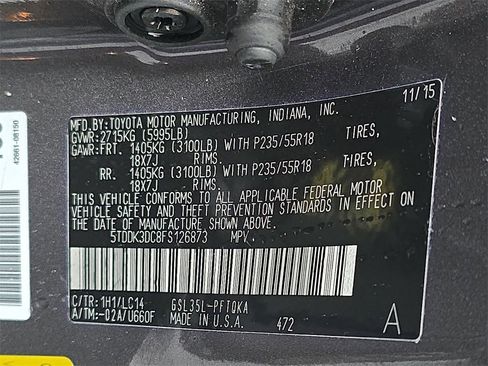 11/15
MFD.BY:TOYOTA MOTOR MANUFACTURING, INDIANA, INC.
GVWR:2715KG (5995LB)
GAWR:FRT. 1405KG (3100LB) WITH P235/55R18 TIRES,
18X7J RIMS.
RR. 1405KG (3100LB) WITH P235/55R18 TIRES,
18X7J RIMS.
THIS VEHICLE CONFORMS TO ALL APPLICABLE FEDERAL MOTOR
VEHICLE SAFETY AND THEFT PREVENTION STANDARDS IN EFFECT
ON THE DATE OF MANUFACTURE SHOWN ABOVE.
5TDDK3DC8FS126873 MPV
C/TR:1H1/LC14 GSL35L-PFTQKA
A/TM:-02A/U660F MADE IN U.S.A. 472
A
42661-08150